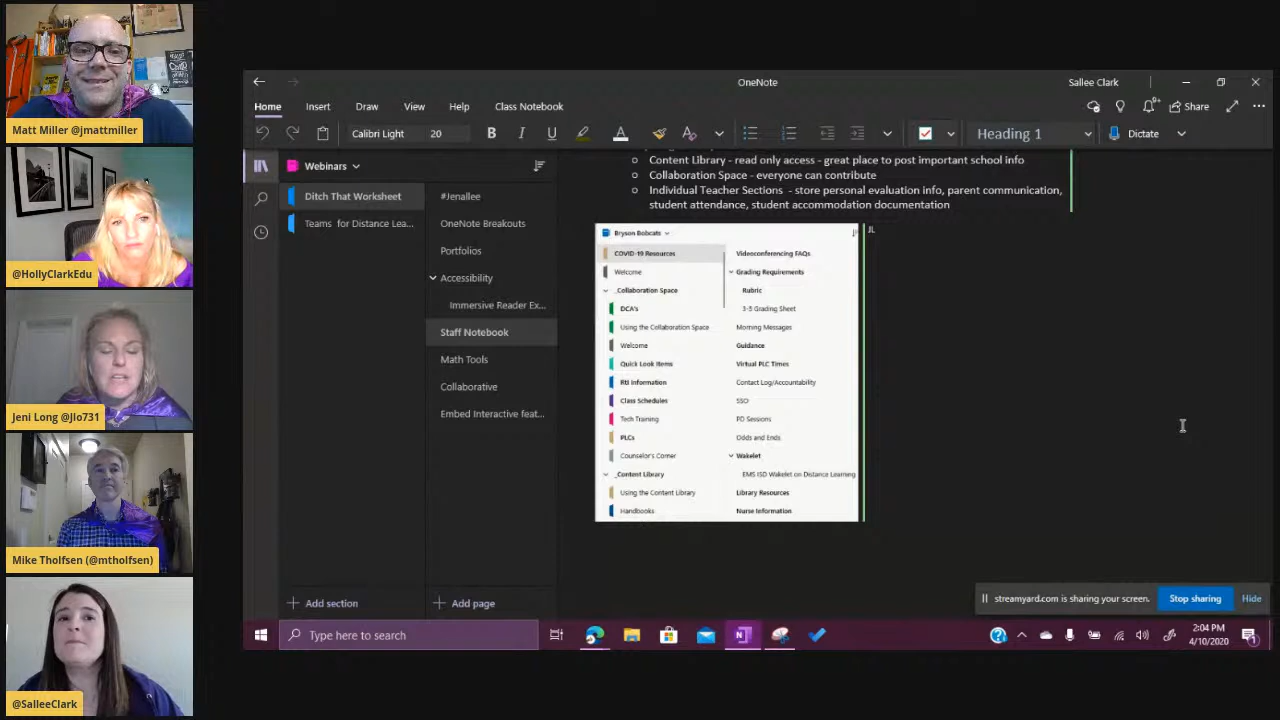 Matt Miller @jmattmiller
@HollyClarkEdu
Jeni Long @Jlo731
Mike Tholfsen (@mtholfsen)
@SalleeClark
OneNote
Sallee Clark
Home Insert Draw View Help Class Notebook
Share
Calibri Light 20 B I U A Heading 1 Dictate
Webinars
Ditch That Worksheet
Teams for Distance Lea...
#Jenallee
OneNote Breakouts
Portfolios
Accessibility
Immersive Reader Ex...
Staff Notebook
Math Tools
Collaborative
Embed Interactive feat...
Content Library - read only access - great place to post important school info
Collaboration Space - everyone can contribute
Individual Teacher Sections - store personal evaluation info, parent communication,
student attendance, student accommodation documentation
JL
Bryson Bobcats
COVID-19 Resources
Welcome
_Collaboration Space
DCA's
Using the Collaboration Space
Welcome
Quick Look Items
RtI Information
Class Schedules
Tech Training
PLCs
Counselor's Corner
_Content Library
Using the Content Library
Handbooks
Videoconferencing FAQs
Grading Requirements
Rubric
3-5 Grading Sheet
Morning Messages
Guidance
Virtual PLC Times
Contact Log/Accountability
SSO
PD Sessions
Odds and Ends
Wakelet
EMS ISD Wakelet on Distance Learning
Library Resources
Nurse Information
Add section
Add page
streamyard.com is sharing your screen.
Stop sharing
Hide
Type here to search
2:04 PM
4/10/2020